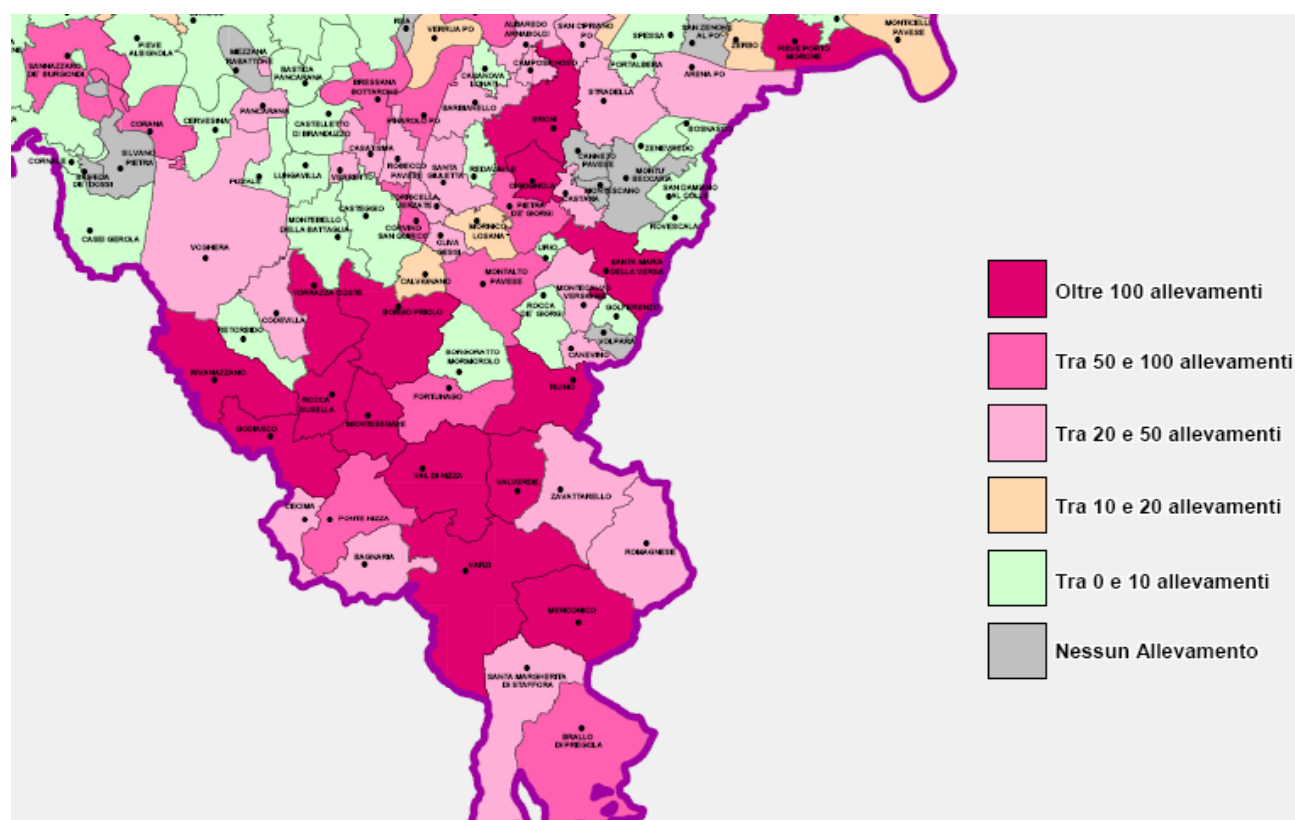 PIEVE
ALBIGNOLA
SANNAZZARO
DE' BURGONDI
MEZZANA
RABATTONE
BASTIDA
PANCARANA
VERRUA PO
ALBAREDO
ARNABOLDI
SAN CIPRIANO
PO
SPESSA
SAN ZENONE
AL PO
ZERBO
PIEVE PORTO
MORONE
MONTICELLI
PAVESE
PORTALBERA
ARENA PO
CAMPOSPINOSO
CASANOVA
LONATI
BRESSANA
BOTTARONE
STRADELLA
PANCARANA
BARBIANELLO
PINAROLO PO
CORANA
CERVESINA
CASTELLETTO
DI BRANDUZZO
BRONI
BOSNASCO
ZENEVREDO
CANNETO
PAVESE
CASATISMA
ROBECCO
PAVESE
SANTA
GIULETTA
REDAVALLE
CORNALE
SILVANO
PIETRA
LUNGAVILLA
VERRETTO
PIZZALE
CIGOGNOLA
MONTU'
BECCARIA
MONTESCANO
CASTANA
SAN DAMIANO
AL COLLE
ROVESCALA
TORRICELLA
VERZATE
PIETRA
DE' GIORGI
CASTEGGIO
MONTEBELLO
DELLA BATTAGLIA
CORVINO
SAN QUIRICO
MORNICO
LOSANA
OLIVA
GESSI
CASEI GEROLA
VOGHERA
LIRIO
SANTA MARIA
DELLA VERSA
CALVIGNANO
MONTALTO
PAVESE
MONTECALVO
VERSIGGIA
TORRAZZA COSTE
BORGO PRIOLO
ROCCA
DE' GIORGI
GOLFERENZO
CODEVILLA
RETORBIDO
VOLPARA
CANEVINO
BORGORATTO
MORMOROLO
RIVANAZZANO
RUINO
ROCCA
SUSELLA
FORTUNAGO
MONTESEGALE
GODIASCO
VAL DI NIZZA
VALVERDE
ZAVATTARELLO
CECIMA
PONTE NIZZA
ROMAGNESE
BAGNARIA
VARZI
MENCONICO
SANTA MARGHERITA
DI STAFFORA
BRALLO
DI PREGOLA
Oltre 100 allevamenti
Tra 50 e 100 allevamenti
Tra 20 e 50 allevamenti
Tra 10 e 20 allevamenti
Tra 0 e 10 allevamenti
Nessun Allevamento